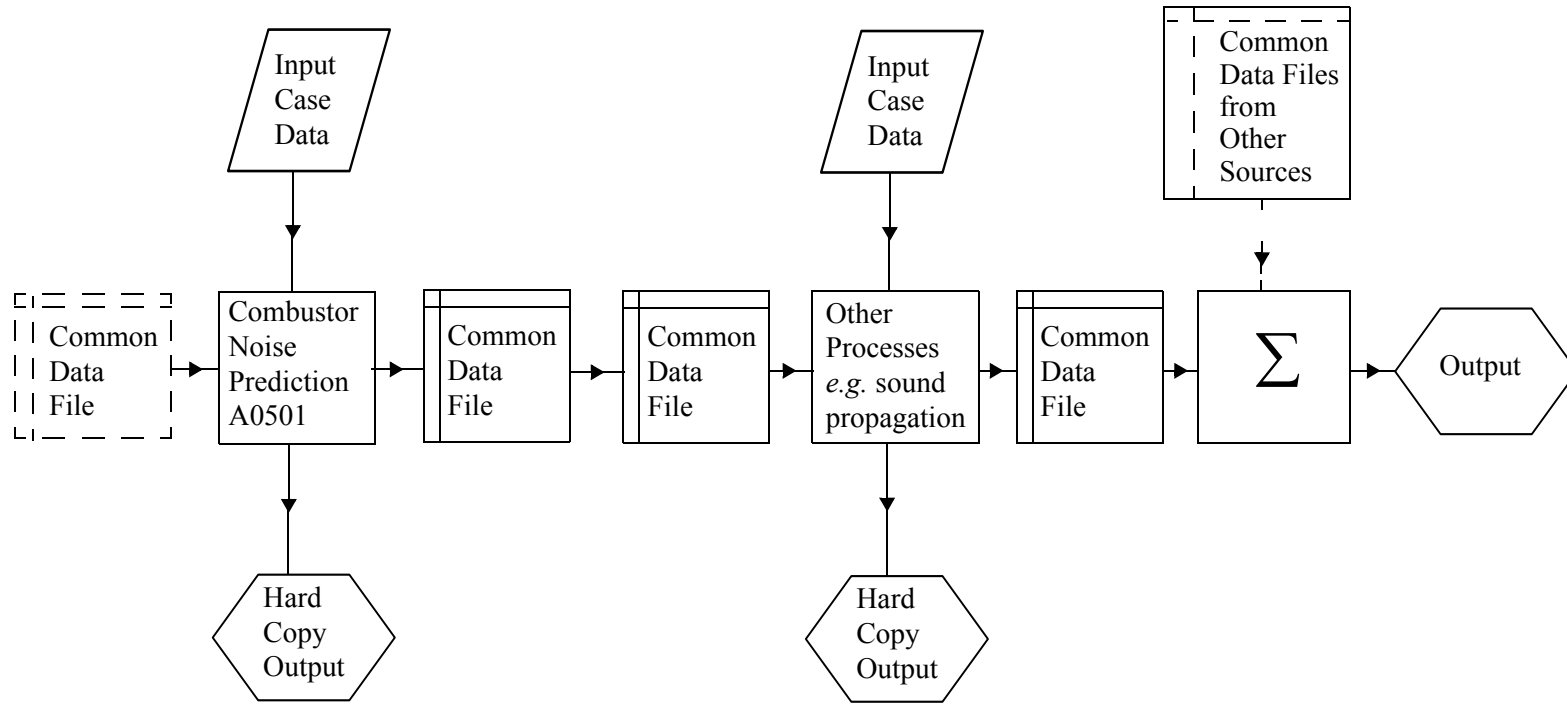 Input
Case
Data
Input
Case
Data
Common
Data Files
from
Other
Sources
Common
Data
File
Combustor
Noise
Prediction
A0501
Common
Data
File
Common
Data
File
Other
Processes
e.g. sound
propagation
Common
Data
File
Σ
Output
Hard
Copy
Output
Hard
Copy
Output